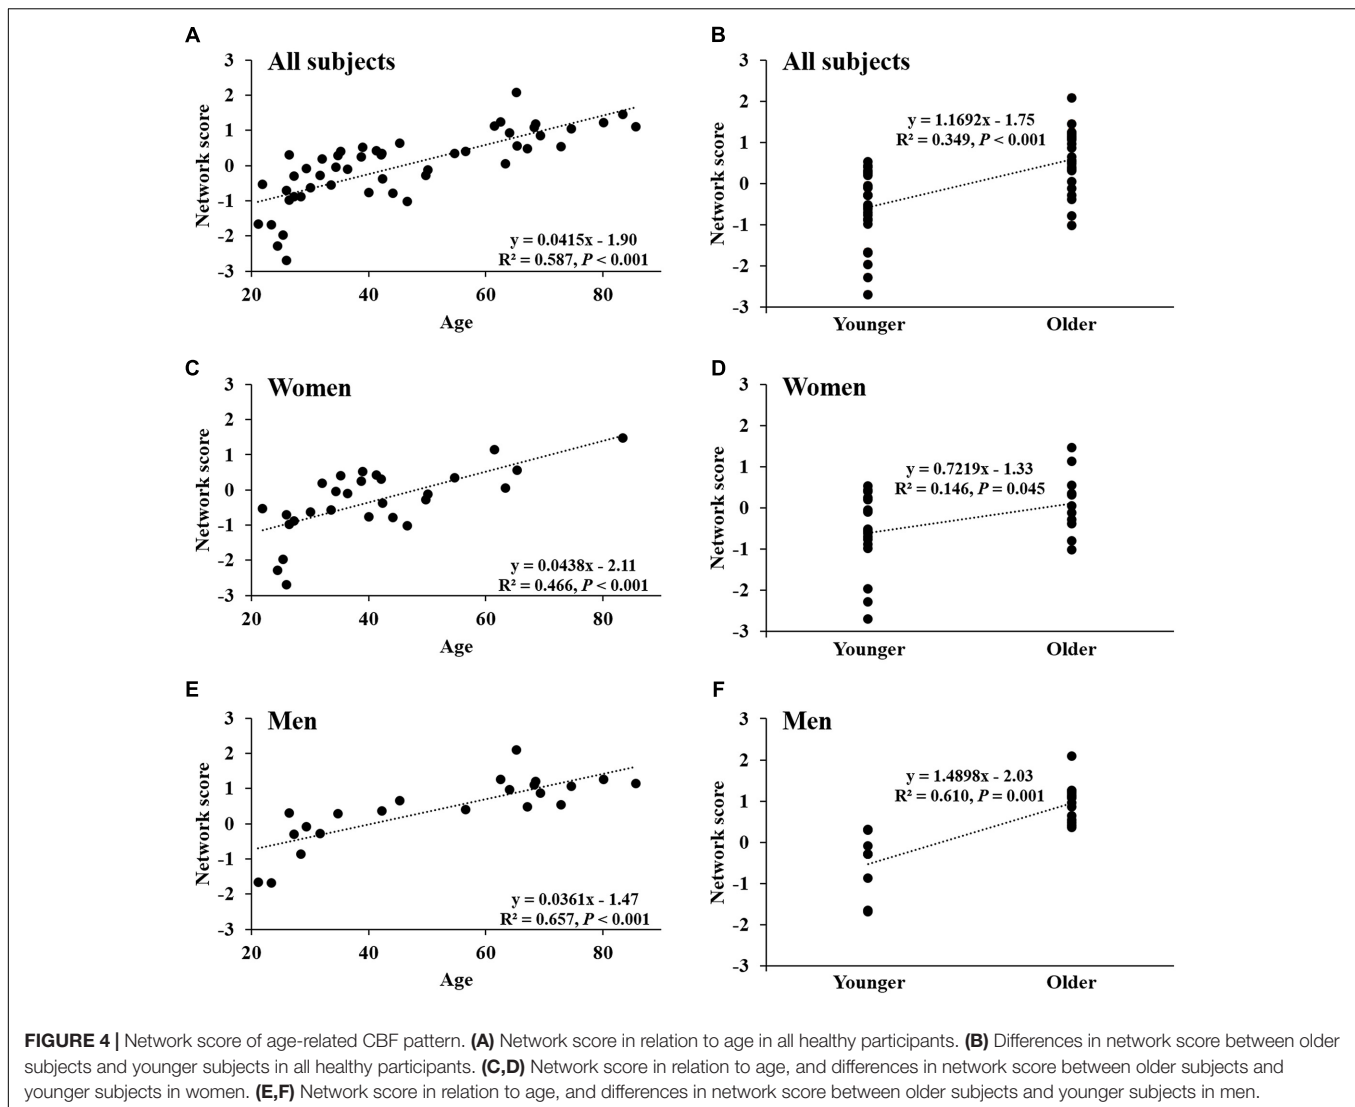 A
All subjects
3
2
1
0
-1
-2
-3
Network score
y = 0.0415x - 1.90
R² = 0.587, P < 0.001
20 40 60 80
Age
B
All subjects
3
2
1
0
-1
-2
-3
Network score
y = 1.1692x - 1.75
R² = 0.349, P < 0.001
Younger Older
C
Women
3
2
1
0
-1
-2
-3
Network score
y = 0.0438x - 2.11
R² = 0.466, P < 0.001
20 40 60 80
Age
D
Women
3
2
1
0
-1
-2
-3
Network score
y = 0.7219x - 1.33
R² = 0.146, P = 0.045
Younger Older
E
Men
3
2
1
0
-1
-2
-3
Network score
y = 0.0361x - 1.47
R² = 0.657, P < 0.001
20 40 60 80
Age
F
Men
3
2
1
0
-1
-2
-3
Network score
y = 1.4898x - 2.03
R² = 0.610, P = 0.001
Younger Older
FIGURE 4 | Network score of age-related CBF pattern. (A) Network score in relation to age in all healthy participants. (B) Differences in network score between older
subjects and younger subjects in all healthy participants. (C,D) Network score in relation to age, and differences in network score between older subjects and
younger subjects in women. (E,F) Network score in relation to age, and differences in network score between older subjects and younger subjects in men.